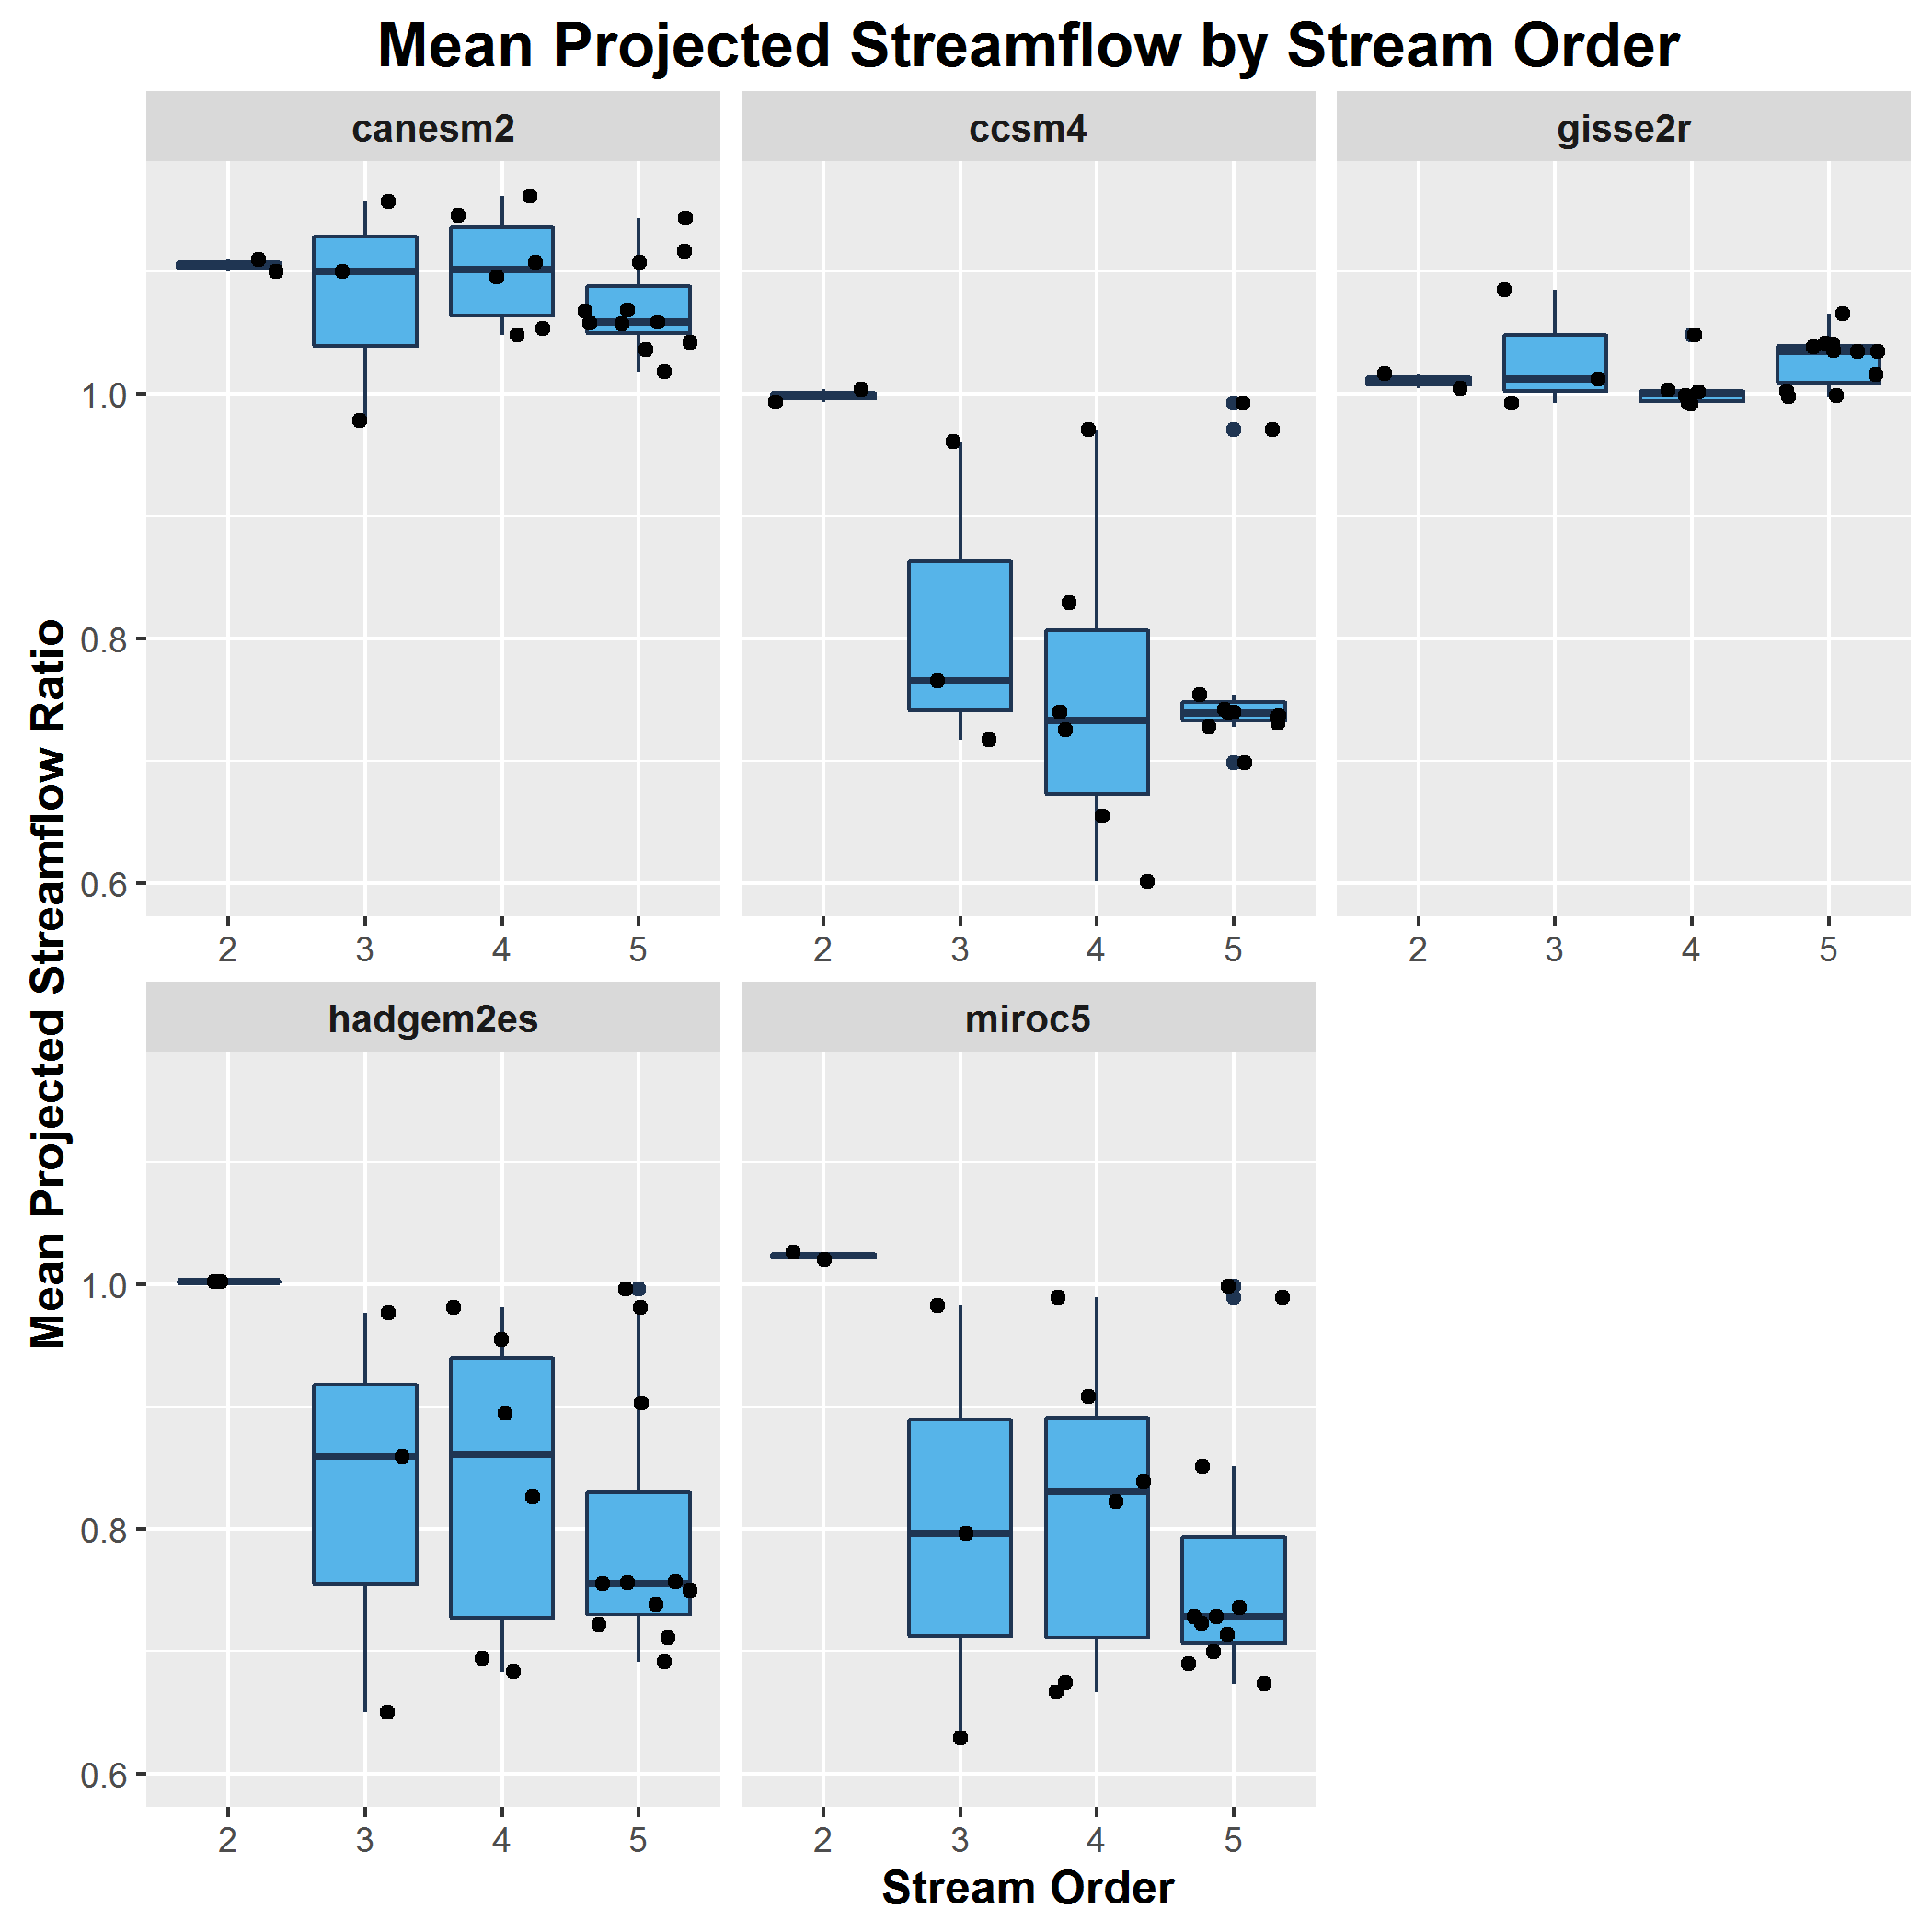 Mean Projected Streamflow by Stream Order
canesm2 ccsm4 gisse2r
1.0
0.8
0.6
2 3 4 5 2 3 4 5 2 3 4 5
Mean Projected Streamflow Ratio
hadgem2es miroc5
1.0
0.8
0.6
2 3 4 5 2 3 4 5
Stream Order